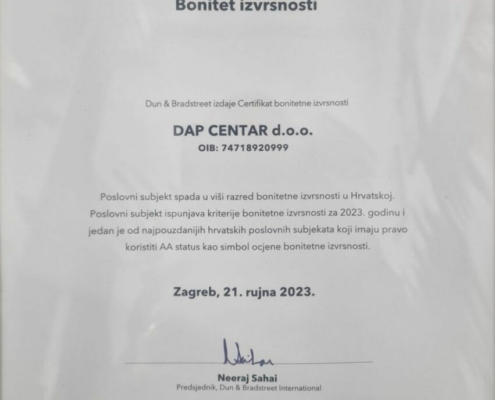 Bonitet izvrsnosti
Dun & Bradstreet izdaje Certifikat bonitetne izvrsnosti
DAP CENTAR d.o.o.
OIB: 74718920999
Poslovni subjekt spada u viši razred bonitetne izvrsnosti u Hrvatskoj.
Poslovni subjekt ispunjava kriterije bonitetne izvrsnosti za 2023. godinu i
jedan je od najpouzdanijih hrvatskih poslovnih subjekata koji imaju pravo
koristiti AA status kao simbol ocjene bonitetne izvrsnosti.
Zagreb, 21. rujna 2023.
Neeraj Sahai
Predsjednik, Dun & Bradstreet International